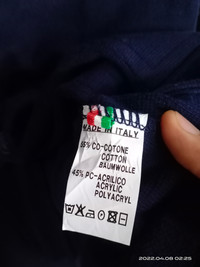 MADE IN ITALY
55% CO-COTONE
COTTON
BAUMWOLLE
45% PC-ACRILICO
ACRYLIC
POLYACRYL
2022.04.08 02:25